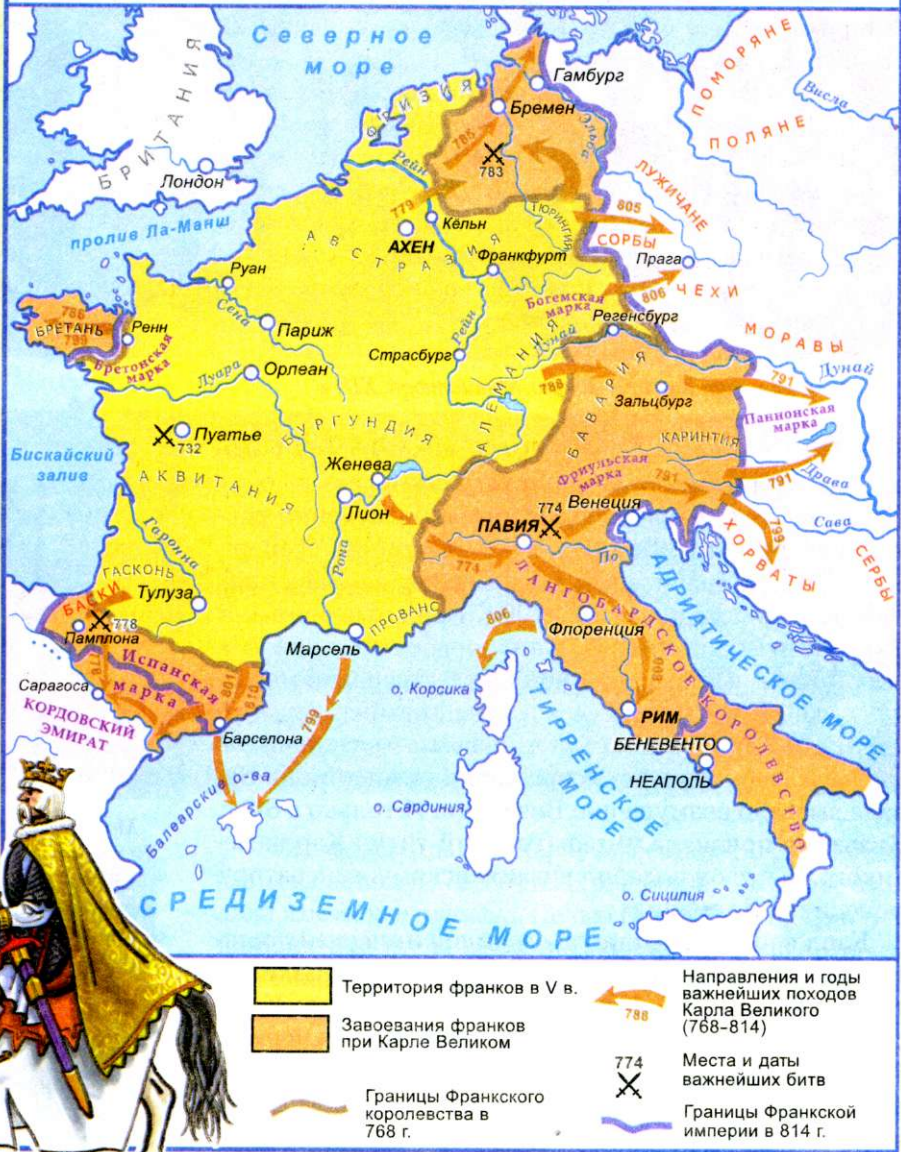 Северное
море
БРИТАНИЯ
Лондон
пролив Ла-Манш
ФРИЗИЯ
Гамбург
Бремен
Эльба
785
783
ПОМОРЯНЕ
Висла
ПОЛЯНЕ
ЛУЖИЧАНЕ
Рейн
779
Кёльн
АХЕН
АВСТРАЗИЯ
ТЮРИНГИЯ
805
СОРБЫ
Прага
Франкфурт
Богемская
марка
806
ЧЕХИ
Руан
Сена
Париж
786
БРЕТАНЬ
799
Ренн
Бретонская
марка
Рейн
Страсбург
Регенсбург
Дунай
МОРАВЫ
Луара
Орлеан
АЛЕМАНИЯ
788
БАВАРИЯ
Зальцбург
791
Дунай
Паннонская
марка
БУРГУНДИЯ
КАРИНТИЯ
Пуатье
732
Бискайский
залив
АКВИТАНИЯ
Женева
Лион
Фриульская
марка
791
791
Драва
Венеция
774
ПАВИЯ
Сава
799
ХОРВАТЫ
СЕРБЫ
Гаронна
Рона
774
По
ГАСКОНЬ
Тулуза
ПРОВАНС
Марсель
ЛАНГОБАРДСКОЕ КОРОЛЕВСТВО
АДРИАТИЧЕСКОЕ МОРЕ
БАСКИ
778
Памплона
806
Флоренция
Испанская
марка
801
810
Сарагоса
КОРДОВСКИЙ
ЭМИРАТ
Барселона
799
о. Корсика
РИМ
БЕНЕВЕНТО
НЕАПОЛЬ
ТИРРЕНСКОЕ
МОРЕ
Балеарские о-ва
о. Сардиния
о. Сицилия
СРЕДИЗЕМНОЕ МОРЕ
Территория франков в V в.
Завоевания франков
при Карле Великом
Границы Франкского
королевства в
768 г.
Направления и годы
важнейших походов
Карла Великого
(768–814)
788
774
Места и даты
важнейших битв
Границы Франкской
империи в 814 г.